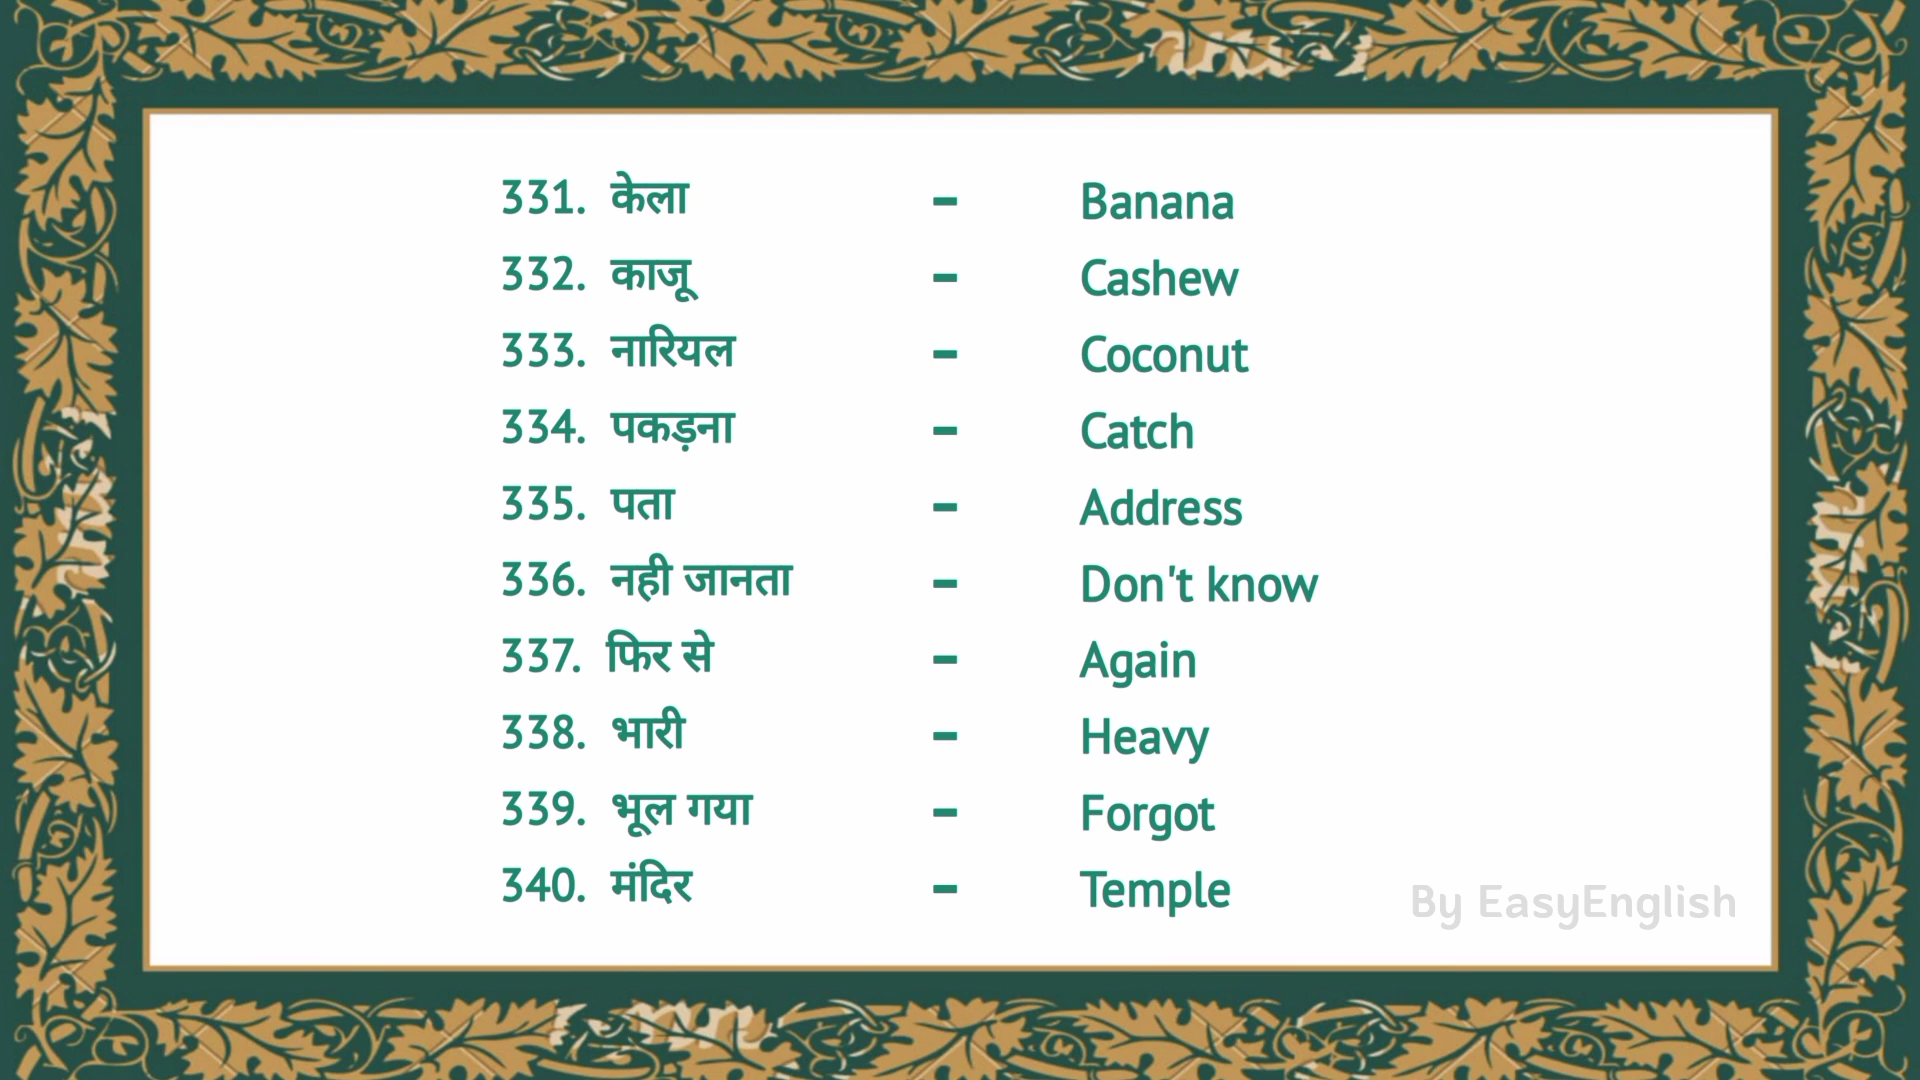 331. केला - Banana
332. काजू - Cashew
333. नारियल - Coconut
334. पकड़ना - Catch
335. पता - Address
336. नही जानता - Don't know
337. फिर से - Again
338. भारी - Heavy
339. भूल गया - Forgot
340. मंदिर - Temple
By EasyEnglish